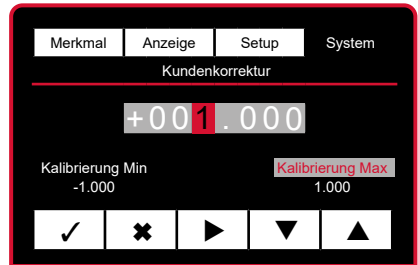 Merkmal Anzeige Setup System
Kundenkorrektur
+001.000
Kalibrierung Min Kalibrierung Max
-1.000 1.000